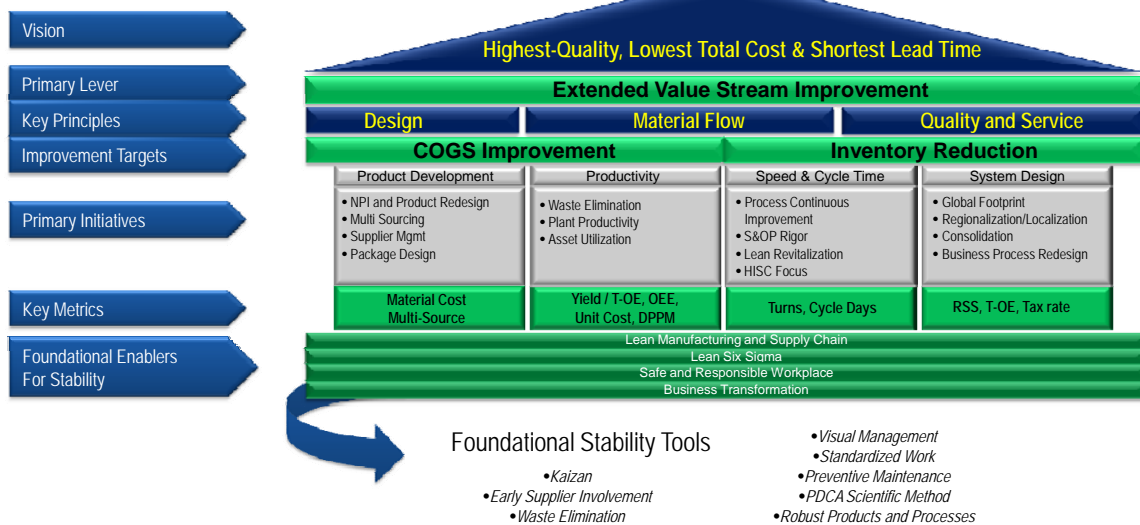 Vision
Highest-Quality, Lowest Total Cost & Shortest Lead Time
Primary Lever
Extended Value Stream Improvement
Key Principles
Design
Material Flow
Quality and Service
Improvement Targets
COGS Improvement
Inventory Reduction
Primary Initiatives
Product Development
• NPI and Product Redesign
• Multi Sourcing
• Supplier Mgmt
• Package Design
Productivity
• Waste Elimination
• Plant Productivity
• Asset Utilization
Speed & Cycle Time
• Process Continuous
Improvement
• S&OP Rigor
• Lean Revitalization
• HISC Focus
System Design
• Global Footprint
• Regionalization/Localization
• Consolidation
• Business Process Redesign
Key Metrics
Material Cost
Multi-Source
Yield / T-OE, OEE,
Unit Cost, DPPM
Turns, Cycle Days
RSS, T-OE, Tax rate
Foundational Enablers
For Stability
Lean Manufacturing and Supply Chain
Lean Six Sigma
Safe and Responsible Workplace
Business Transformation
Foundational Stability Tools
•Kaizan
•Early Supplier Involvement
•Waste Elimination
•Visual Management
•Standardized Work
•Preventive Maintenance
•PDCA Scientific Method
•Robust Products and Processes